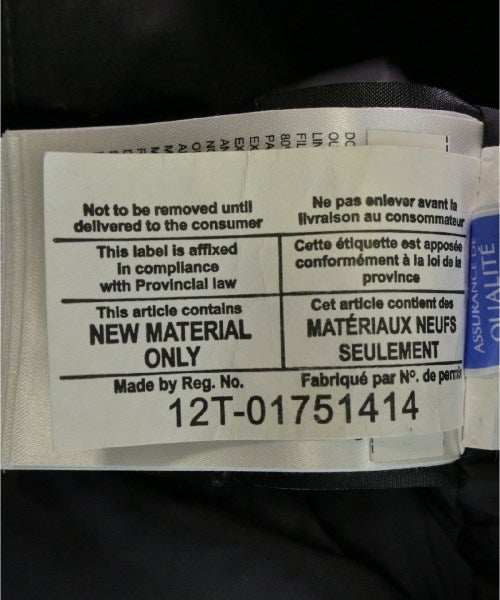 Not to be removed until
delivered to the consumer
Ne pas enlever avant la
livraison au consommateur
This label is affixed
in compliance
with Provincial law
Cette étiquette est apposée
conformément à la loi de la
province
This article contains
NEW MATERIAL
ONLY
Cet article contient des
MATÉRIAUX NEUFS
SEULEMENT
Made by Reg. No.
Fabriqué par Nº. de permis
12T-01751414
ASSURANCE DE
QUALITÉ